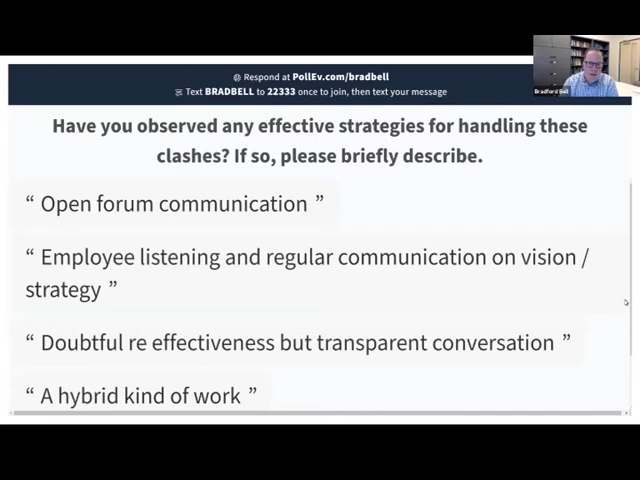 Respond at PollEv.com/bradbell
Text BRADBELL to 22333 once to join, then text your message
Bradford Bell
Have you observed any effective strategies for handling these
clashes? If so, please briefly describe.
“ Open forum communication ”
“ Employee listening and regular communication on vision /
strategy ”
“ Doubtful re effectiveness but transparent conversation ”
“ A hybrid kind of work ”